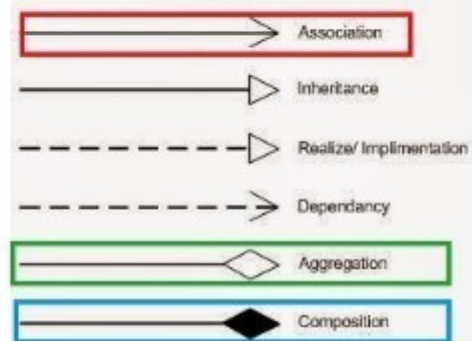 Association
Inheritance
Realize/ Implimentation
Dependancy
Aggregation
Composition